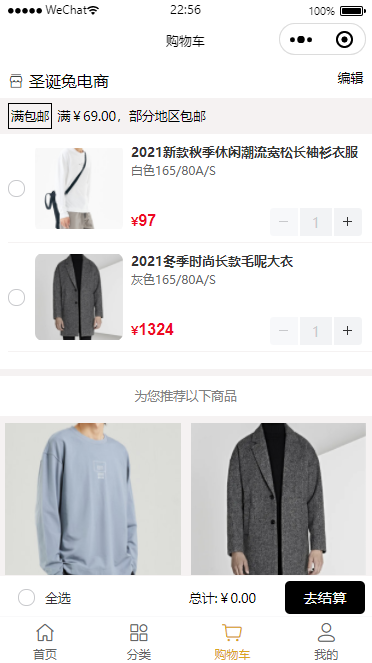 WeChat 22:56 100%
购物车
圣诞兔电商 编辑
满包邮 满￥69.00，部分地区包邮
2021新款秋季休闲潮流宽松长袖衫衣服
白色165/80A/S
¥97 − 1 +
2021冬季时尚长款毛呢大衣
灰色165/80A/S
¥1324 − 1 +
为您推荐以下商品
全选 总计:￥0.00 去结算
首页 分类 购物车 我的